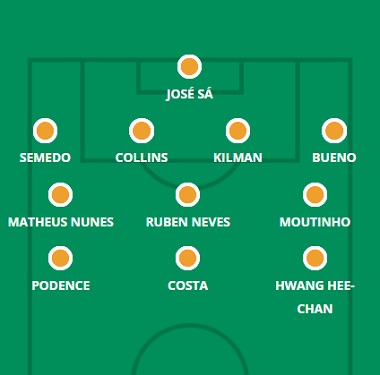 JOSÉ SÁ
SEMEDO COLLINS KILMAN BUENO
MATHEUS NUNES RUBEN NEVES MOUTINHO
PODENCE COSTA HWANG HEE-
CHAN